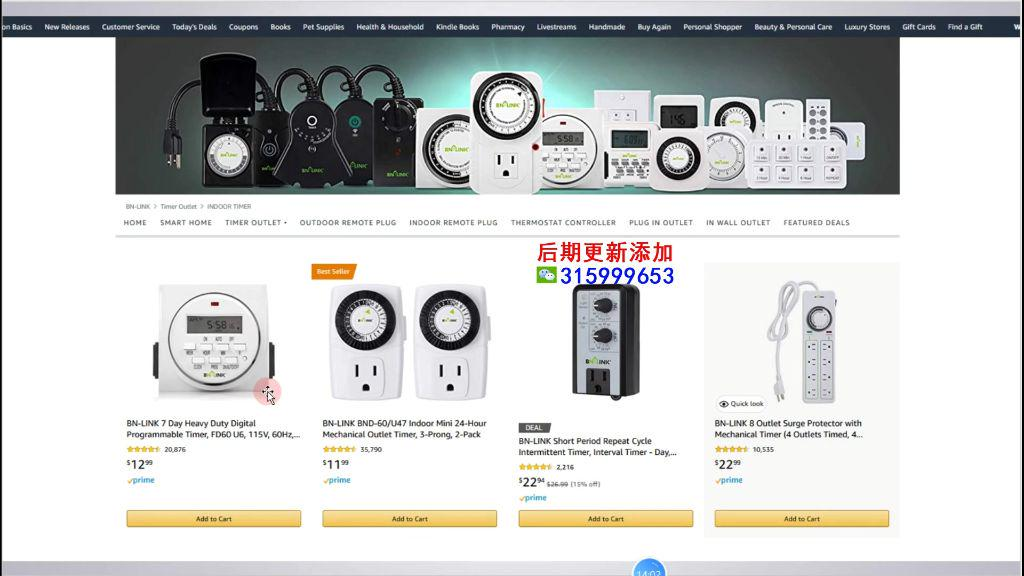 on Basics New Releases Customer Service Today's Deals Coupons Books Pet Supplies Health & Household Kindle Books Pharmacy Livestreams Handmade Buy Again Personal Shopper Beauty & Personal Care Luxury Stores Gift Cards Find a Gift
BN-LINK
BN-LINK > Timer Outlet > INDOOR TIMER
HOME SMART HOME TIMER OUTLET OUTDOOR REMOTE PLUG INDOOR REMOTE PLUG THERMOSTAT CONTROLLER PLUG IN OUTLET IN WALL OUTLET FEATURED DEALS
后期更新添加
315999653
Best Seller
Quick look
BN-LINK 7 Day Heavy Duty Digital
Programmable Timer, FD60 U6, 115V, 60Hz,...
20,876
$12.99
prime
Add to Cart
BN-LINK BND-60/U47 Indoor Mini 24-Hour
Mechanical Outlet Timer, 3-Prong, 2-Pack
35,790
$11.99
prime
Add to Cart
DEAL
BN-LINK Short Period Repeat Cycle
Intermittent Timer, Interval Timer - Day,...
2,216
$22.94 $26.99 (15% off)
prime
Add to Cart
BN-LINK 8 Outlet Surge Protector with
Mechanical Timer (4 Outlets Timed, 4...
10,535
$22.99
prime
Add to Cart